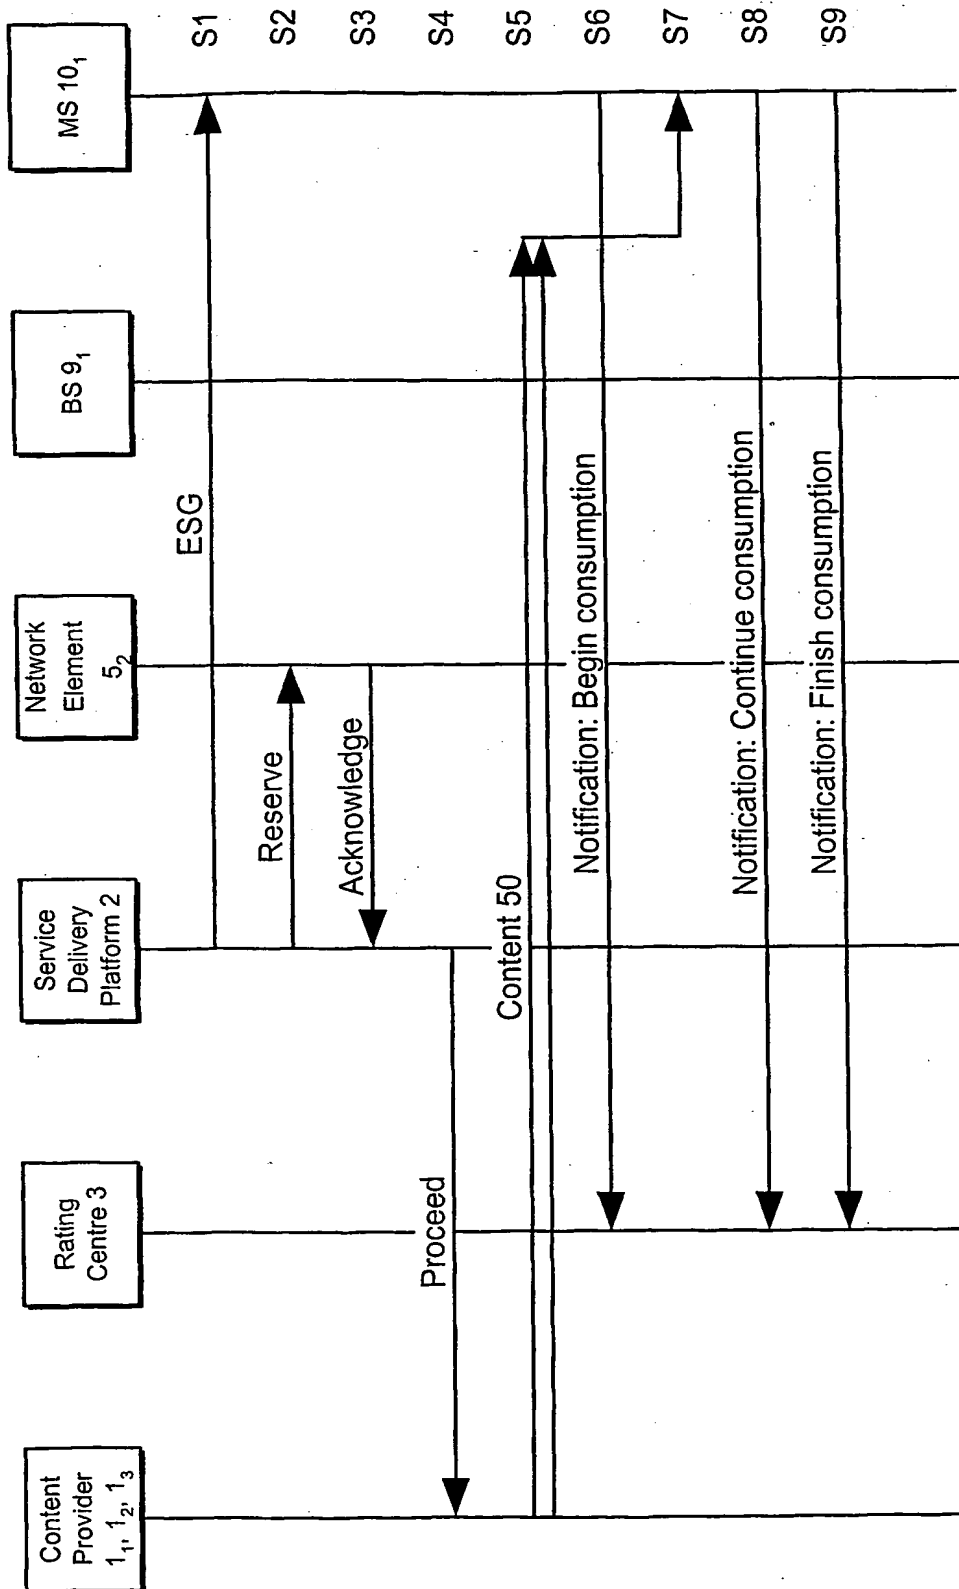 Content
Provider
1₁, 1₂, 1₃
Rating
Centre 3
Service
Delivery
Platform 2
Network
Element
5₂
BS 9₁
MS 10₁
ESG
S1
Reserve
S2
Acknowledge
S3
Proceed
S4
Content 50
S5
Notification: Begin consumption
S6
S7
Notification: Continue consumption
S8
Notification: Finish consumption
S9